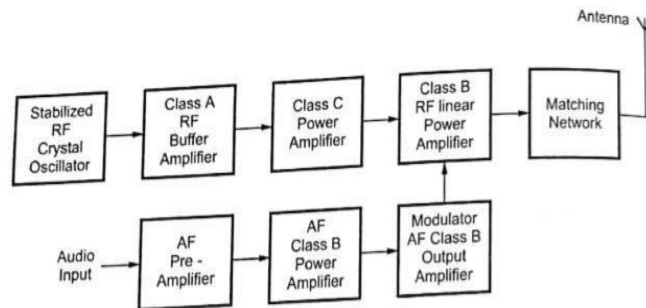 Antenna
Stabilized
RF
Crystal
Oscillator
Class A
RF
Buffer
Amplifier
Class C
Power
Amplifier
Class B
RF linear
Power
Amplifier
Matching
Network
Audio
Input
AF
Pre -
Amplifier
AF
Class B
Power
Amplifier
Modulator
AF Class B
Output
Amplifier